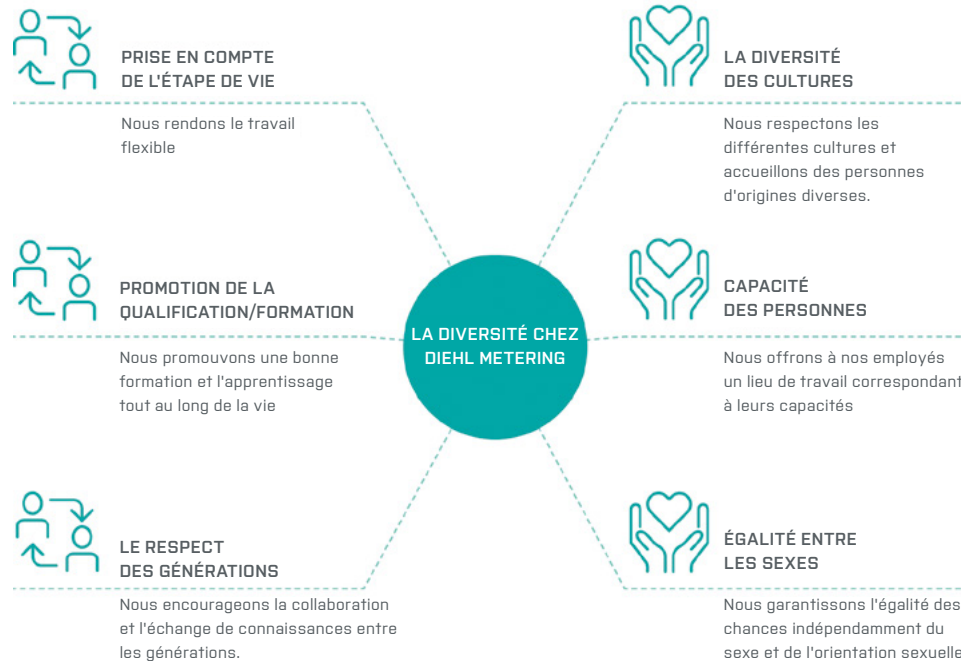 PRISE EN COMPTE
DE L'ÉTAPE DE VIE
Nous rendons le travail
flexible
PROMOTION DE LA
QUALIFICATION/FORMATION
Nous promouvons une bonne
formation et l'apprentissage
tout au long de la vie
LE RESPECT
DES GÉNÉRATIONS
Nous encourageons la collaboration
et l'échange de connaissances entre
les générations.
LA DIVERSITÉ CHEZ
DIEHL METERING
LA DIVERSITÉ
DES CULTURES
Nous respectons les
différentes cultures et
accueillons des personnes
d'origines diverses.
CAPACITÉ
DES PERSONNES
Nous offrons à nos employés
un lieu de travail correspondant
à leurs capacités
ÉGALITÉ ENTRE
LES SEXES
Nous garantissons l'égalité des
chances indépendamment du
sexe et de l'orientation sexuelle